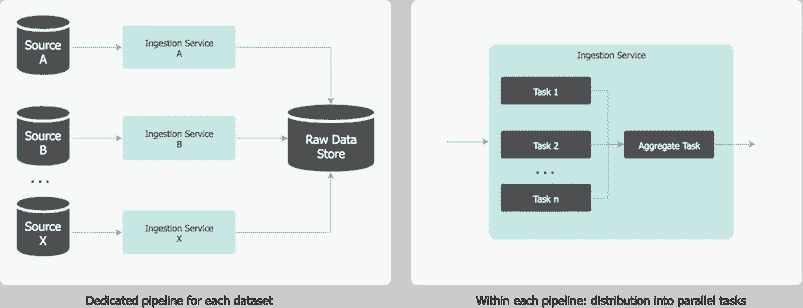 Source
A
Ingestion Service
A
Source
B
Ingestion Service
B
Raw Data
Store
...
Source
X
Ingestion Service
X
Dedicated pipeline for each dataset
Ingestion Service
Task 1
Task 2
Aggregate Task
...
Task n
Within each pipeline: distribution into parallel tasks